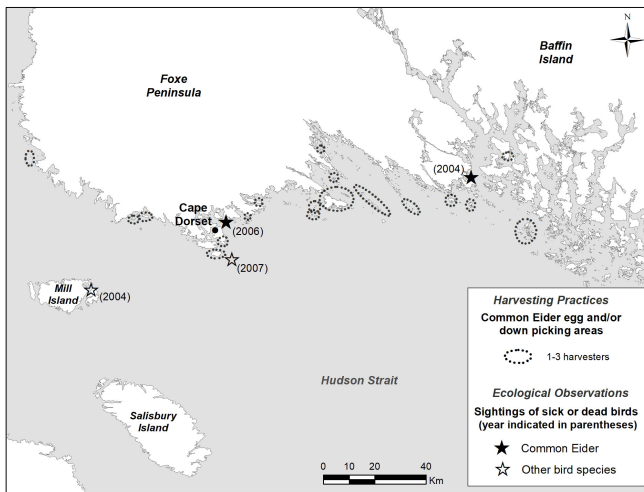 Baffin
Island
N
Foxe
Peninsula
(2004)
Cape
Dorset
(2006)
(2007)
Mill
Island
(2004)
Harvesting Practices
Common Eider egg and/or
down picking areas
1-3 harvesters
Hudson Strait
Ecological Observations
Sightings of sick or dead birds
(year indicated in parentheses)
Common Eider
Other bird species
Salisbury
Island
0 10 20 40
Km